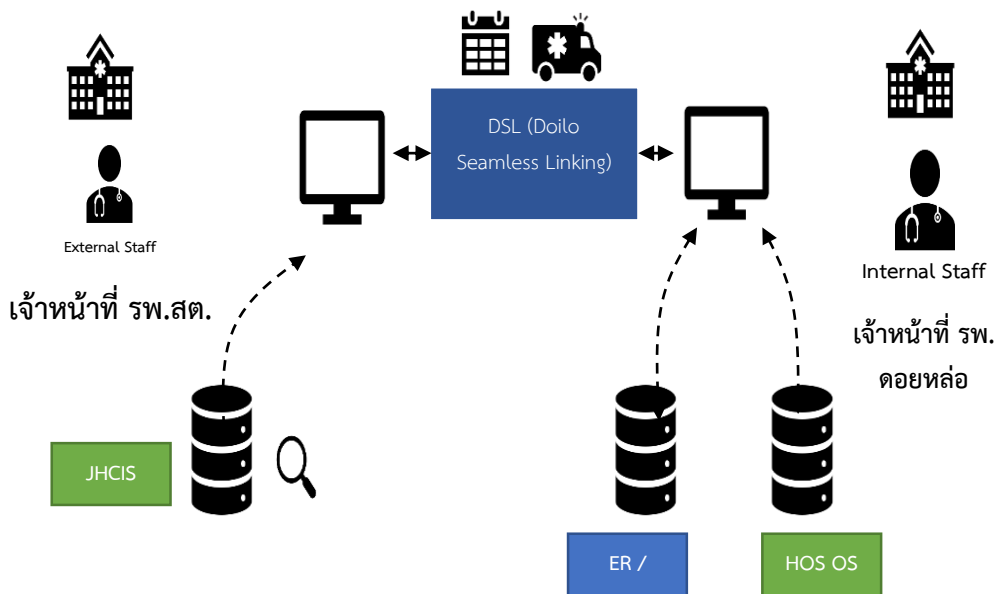 DSL (Doilo
Seamless Linking)
External Staff
เจ้าหน้าที่ รพ.สต.
Internal Staff
เจ้าหน้าที่ รพ.
ดอยหล่อ
JHCIS
ER /
HOS OS